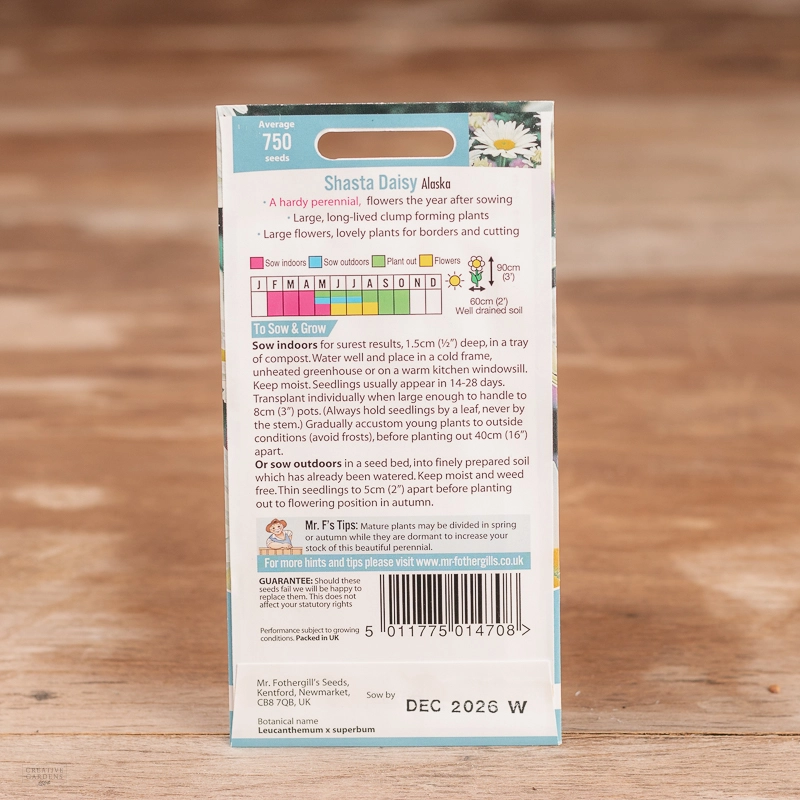 Average
750
seeds
Shasta Daisy Alaska
• A hardy perennial, flowers the year after sowing
• Large, long-lived clump forming plants
• Large flowers, lovely plants for borders and cutting
Sow indoors Sow outdoors Plant out Flowers
J F M A M J J A S O N D
90cm
(3')
60cm (2')
Well drained soil
To Sow & Grow
Sow indoors for surest results, 1.5cm (½") deep, in a tray
of compost. Water well and place in a cold frame,
unheated greenhouse or on a warm kitchen windowsill.
Keep moist. Seedlings usually appear in 14-28 days.
Transplant individually when large enough to handle to
8cm (3") pots. (Always hold seedlings by a leaf, never by
the stem.) Gradually accustom young plants to outside
conditions (avoid frosts), before planting out 40cm (16")
apart.
Or sow outdoors in a seed bed, into finely prepared soil
which has already been watered. Keep moist and weed
free. Thin seedlings to 5cm (2") apart before planting
out to flowering position in autumn.
Mr. F's Tips: Mature plants may be divided in spring
or autumn while they are dormant to increase your
stock of this beautiful perennial.
For more hints and tips please visit www.mr-fothergills.co.uk
GUARANTEE: Should these
seeds fail we will be happy to
replace them. This does not
affect your statutory rights
Performance subject to growing
conditions. Packed in UK
5 011775 014708 >
Mr. Fothergill's Seeds,
Kentford, Newmarket,
CB8 7QB, UK
Sow by
DEC 2026 W
Botanical name
Leucanthemum x superbum
CREATIVE
GARDENS